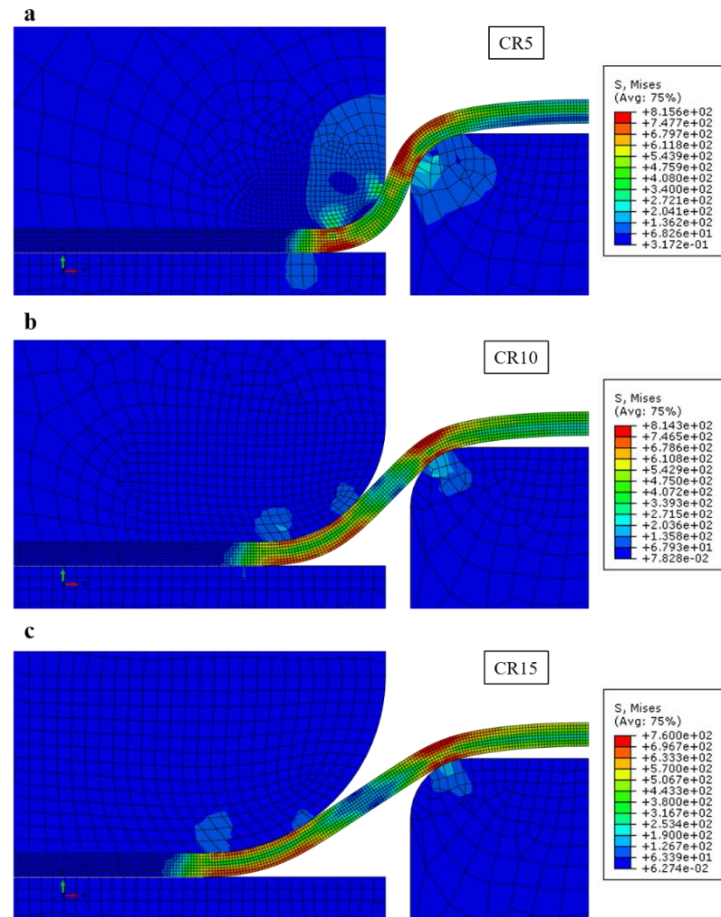 a
CR5
S, Mises
(Avg: 75%)
+8.156e+02
+7.477e+02
+6.797e+02
+6.118e+02
+5.439e+02
+4.759e+02
+4.080e+02
+3.400e+02
+2.721e+02
+2.041e+02
+1.362e+02
+6.826e+01
+3.172e-01
b
CR10
S, Mises
(Avg: 75%)
+8.143e+02
+7.465e+02
+6.786e+02
+6.108e+02
+5.429e+02
+4.750e+02
+4.072e+02
+3.393e+02
+2.715e+02
+2.036e+02
+1.358e+02
+6.793e+01
+7.828e-02
c
CR15
S, Mises
(Avg: 75%)
+7.600e+02
+6.967e+02
+6.333e+02
+5.700e+02
+5.067e+02
+4.433e+02
+3.800e+02
+3.167e+02
+2.534e+02
+1.900e+02
+1.267e+02
+6.339e+01
+6.274e-02